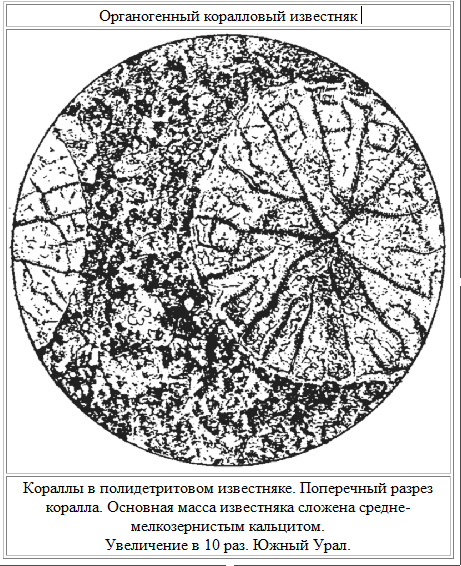 Органогенный коралловый известняк
Кораллы в полидетритовом известняке. Поперечный разрез
коралла. Основная масса известняка сложена средне-
мелкозернистым кальцитом.
Увеличение в 10 раз. Южный Урал.